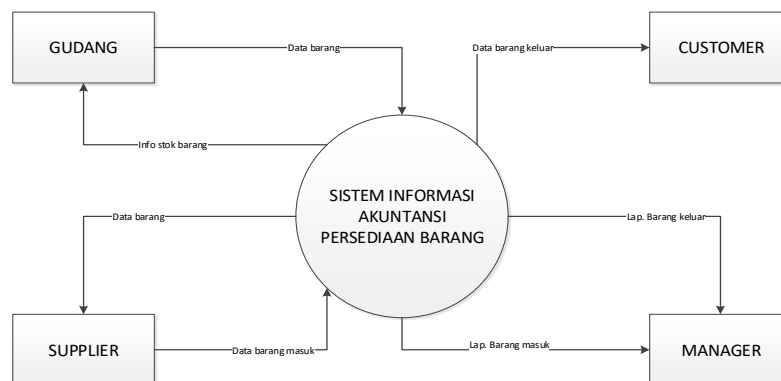 GUDANG
Data barang
Data barang keluar
CUSTOMER
Info stok barang
SISTEM INFORMASI
AKUNTANSI
PERSEDIAAN BARANG
Data barang
Lap. Barang keluar
SUPPLIER
Data barang masuk
Lap. Barang masuk
MANAGER